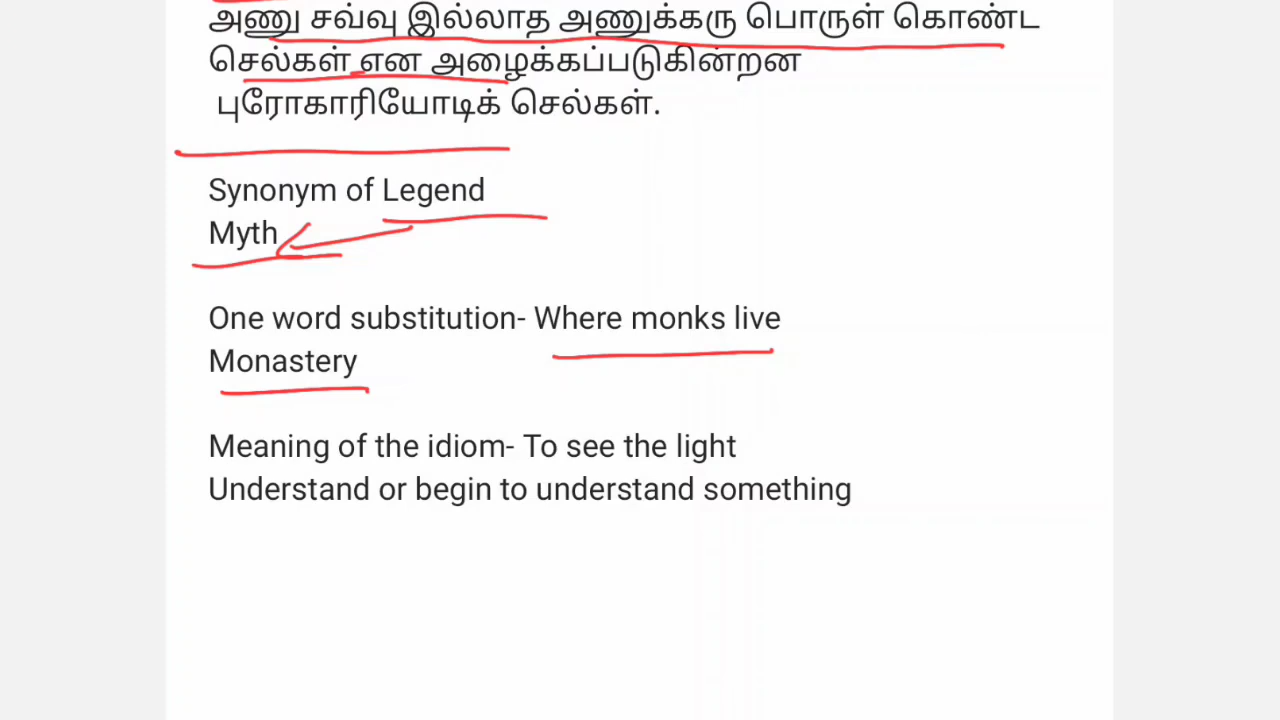 அணு சவ்வு இல்லாத அணுக்கரு பொருள் கொண்ட
செல்கள் என அழைக்கப்படுகின்றன
புரோகாரியோடிக் செல்கள்.
Synonym of Legend
Myth
One word substitution- Where monks live
Monastery
Meaning of the idiom- To see the light
Understand or begin to understand something